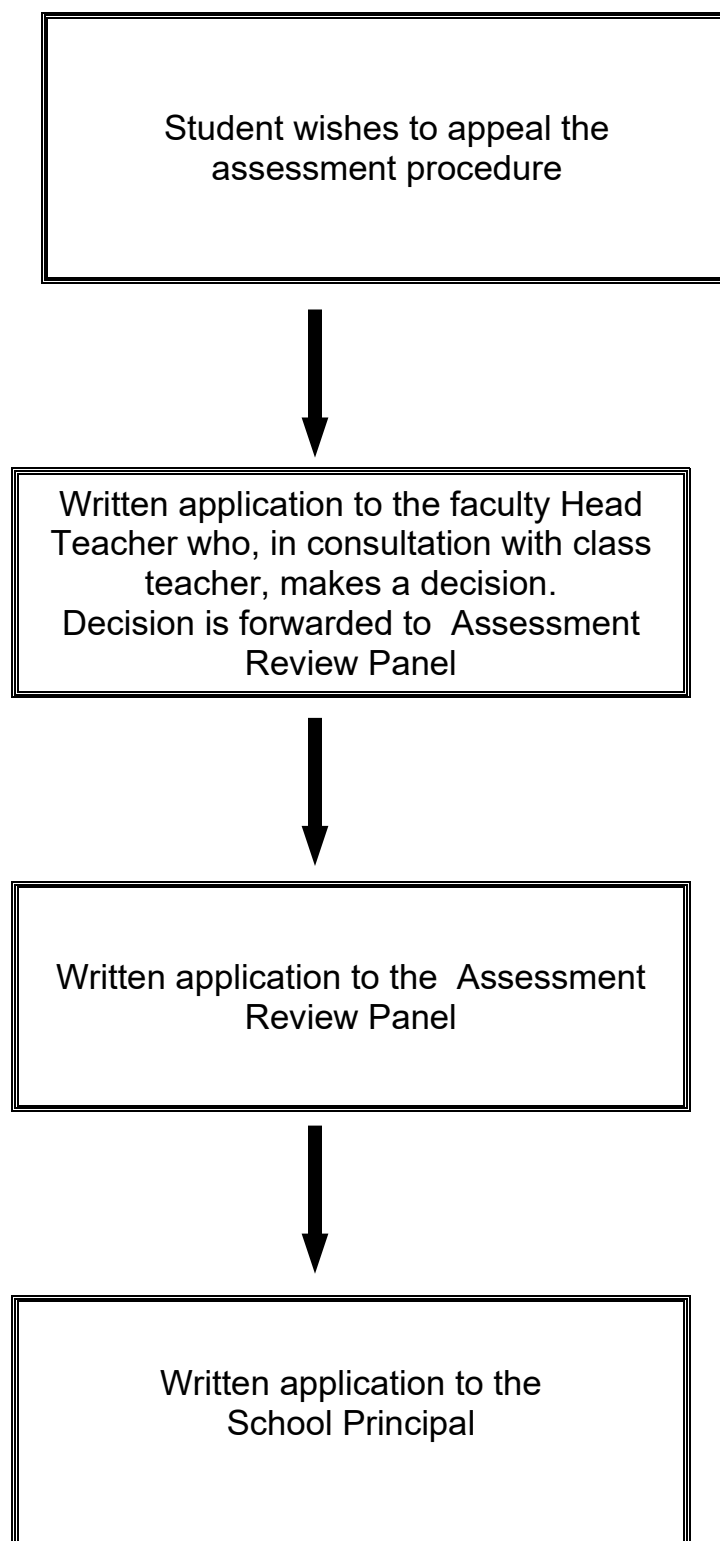 Student wishes to appeal the
assessment procedure
Written application to the faculty Head
Teacher who, in consultation with class
teacher, makes a decision.
Decision is forwarded to  Assessment
Review Panel
Written application to the  Assessment
Review Panel
Written application to the
School Principal